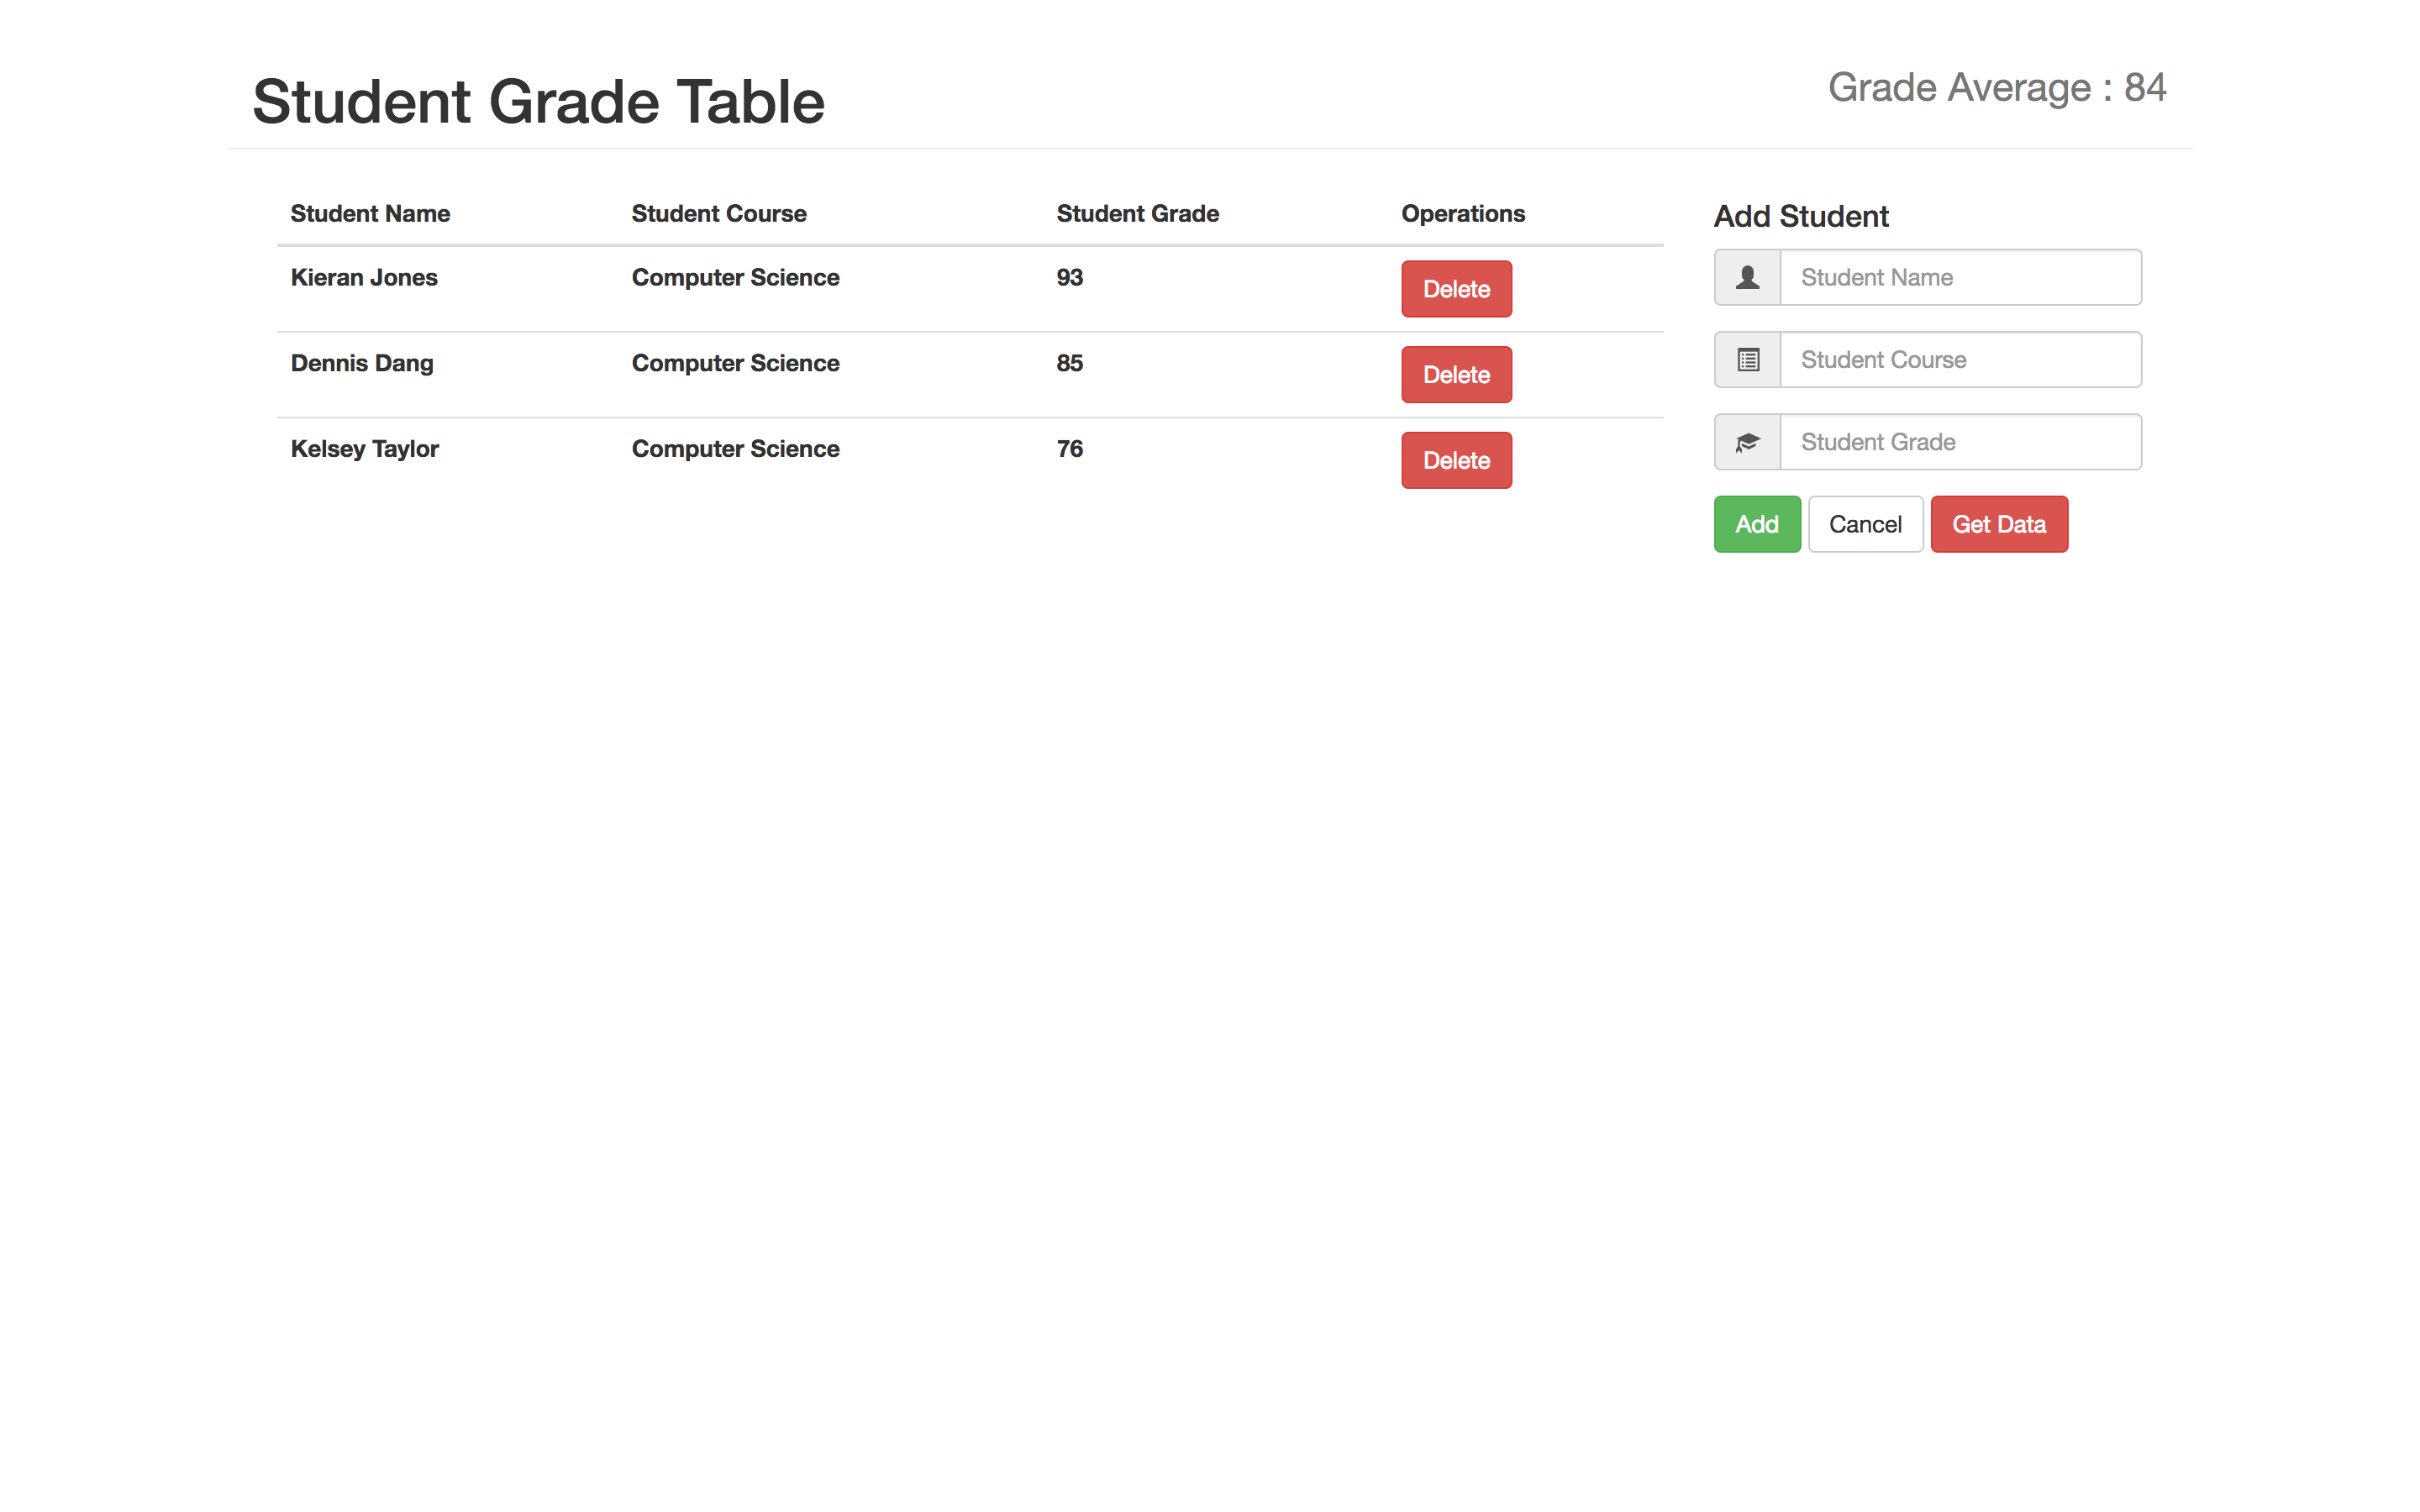 Student Grade Table
Grade Average : 84
Student Name Student Course Student Grade Operations
Kieran Jones Computer Science 93 Delete
Dennis Dang Computer Science 85 Delete
Kelsey Taylor Computer Science 76 Delete
Add Student
Student Name
Student Course
Student Grade
Add Cancel Get Data